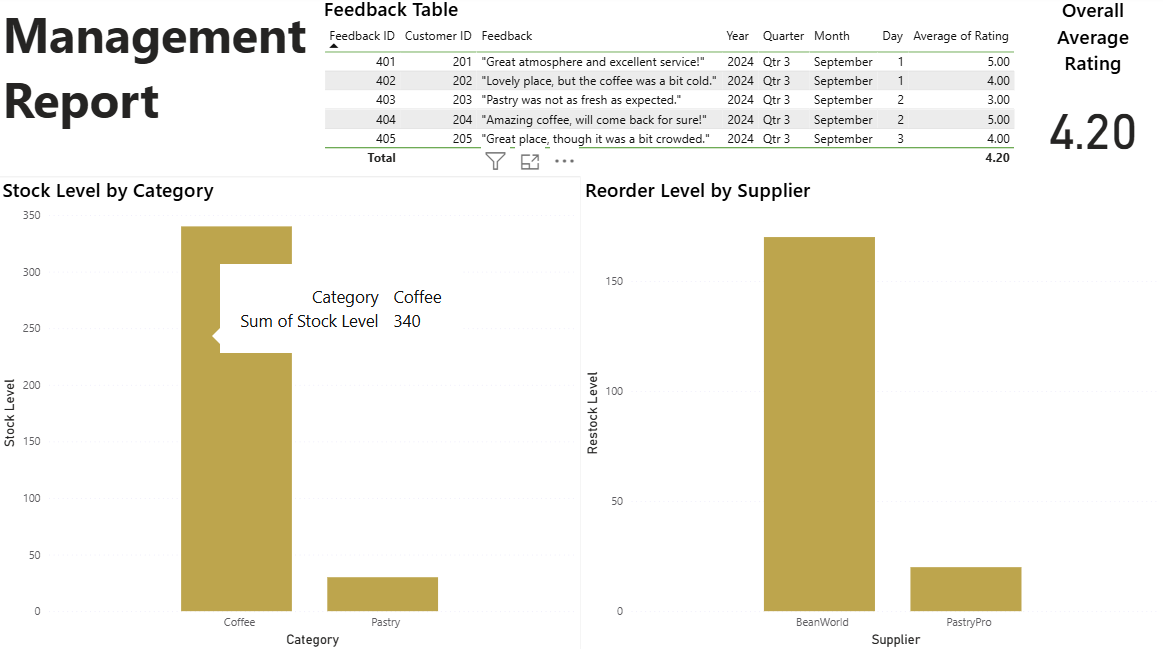 Management
Report
Feedback Table
Feedback ID Customer ID Feedback Year Quarter Month Day Average of Rating
401 201 "Great atmosphere and excellent service!" 2024 Qtr 3 September 1 5.00
402 202 "Lovely place, but the coffee was a bit cold." 2024 Qtr 3 September 1 4.00
403 203 "Pastry was not as fresh as expected." 2024 Qtr 3 September 2 3.00
404 204 "Amazing coffee, will come back for sure!" 2024 Qtr 3 September 2 5.00
405 205 "Great place, though it was a bit crowded." 2024 Qtr 3 September 3 4.00
Total 4.20
Overall
Average
Rating
4.20
Stock Level by Category
350
300
250
200
150
100
50
0
Stock Level
Category Coffee
Sum of Stock Level 340
Coffee Pastry
Category
Reorder Level by Supplier
150
100
50
0
Restock Level
BeanWorld PastryPro
Supplier